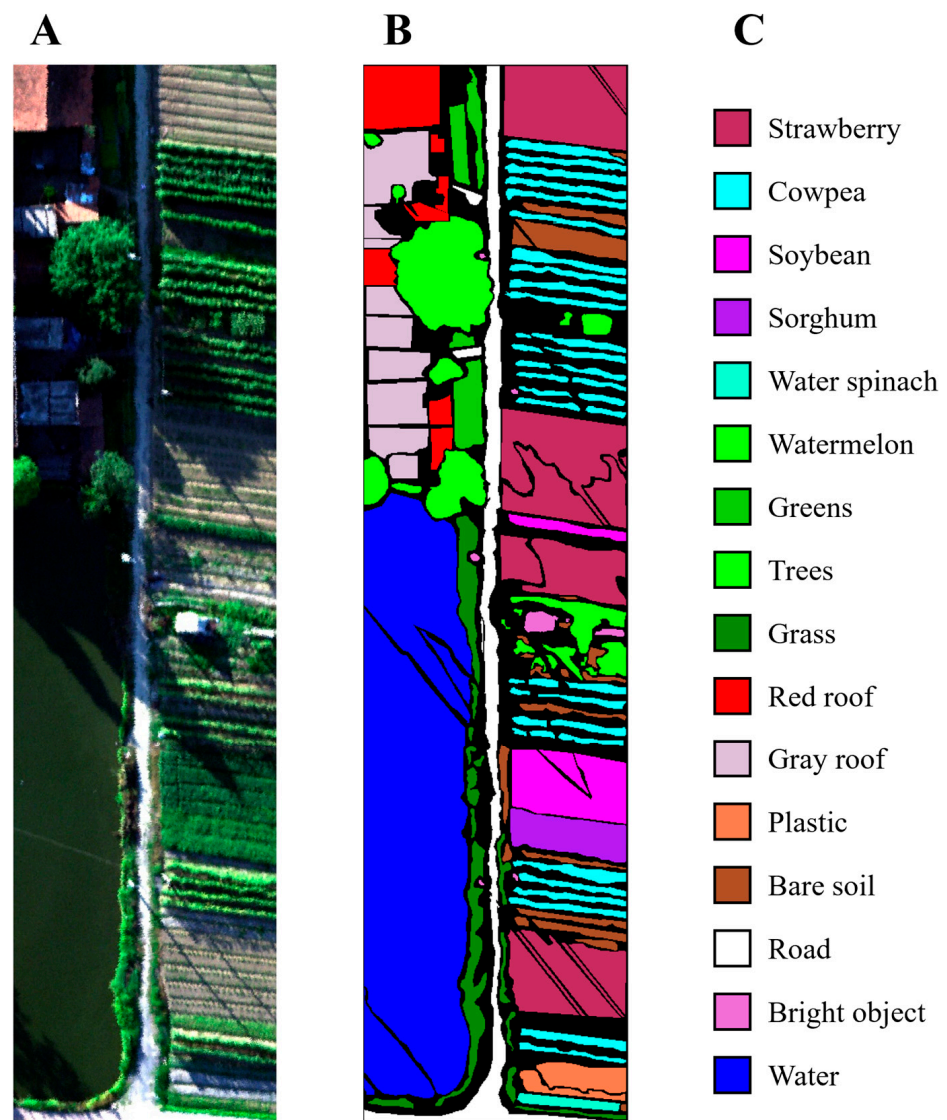 A
B
C
Strawberry
Cowpea
Soybean
Sorghum
Water spinach
Watermelon
Greens
Trees
Grass
Red roof
Gray roof
Plastic
Bare soil
Road
Bright object
Water